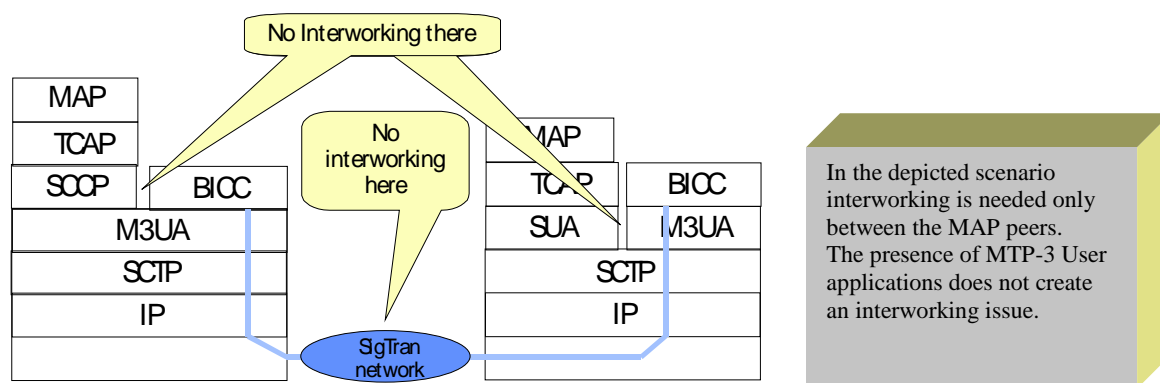 No Interworking there
MAP
TCAP
SCCP
BICC
M3UA
SCTP
IP
No
interworking
here
SigTran
network
MAP
TCAP
BICC
SUA
M3UA
SCTP
IP
In the depicted scenario
interworking is needed only
between the MAP peers.
The presence of MTP-3 User
applications does not create
an interworking issue.